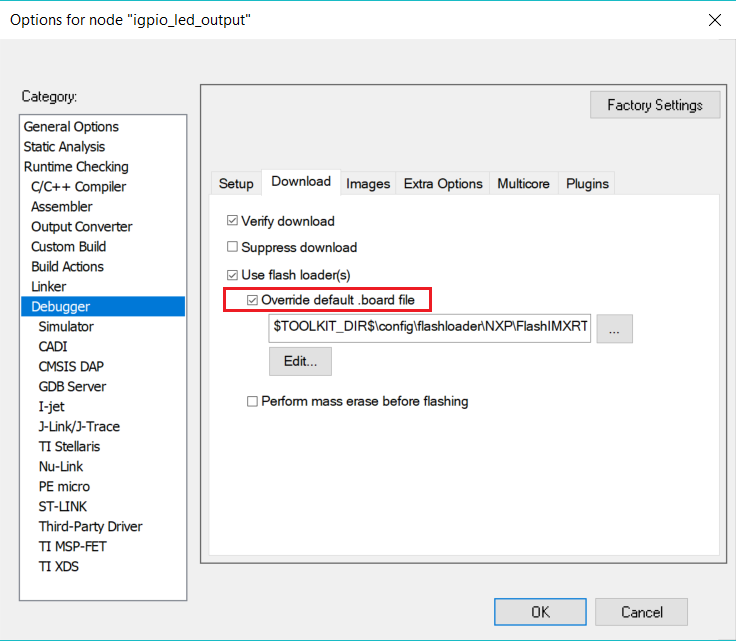 Options for node "igpio_led_output"
Category:
Factory Settings
General Options
Static Analysis
Runtime Checking
C/C++ Compiler
Assembler
Output Converter
Custom Build
Build Actions
Linker
Debugger
Simulator
CADI
CMSIS DAP
GDB Server
I-jet
J-Link/J-Trace
TI Stellaris
Nu-Link
PE micro
ST-LINK
Third-Party Driver
TI MSP-FET
TI XDS
Setup Download Images Extra Options Multicore Plugins
Verify download
Suppress download
Use flash loader(s)
Override default .board file
$TOOLKIT_DIR$\config\flashloader\NXP\FlashIMXRT
...
Edit...
Perform mass erase before flashing
OK Cancel